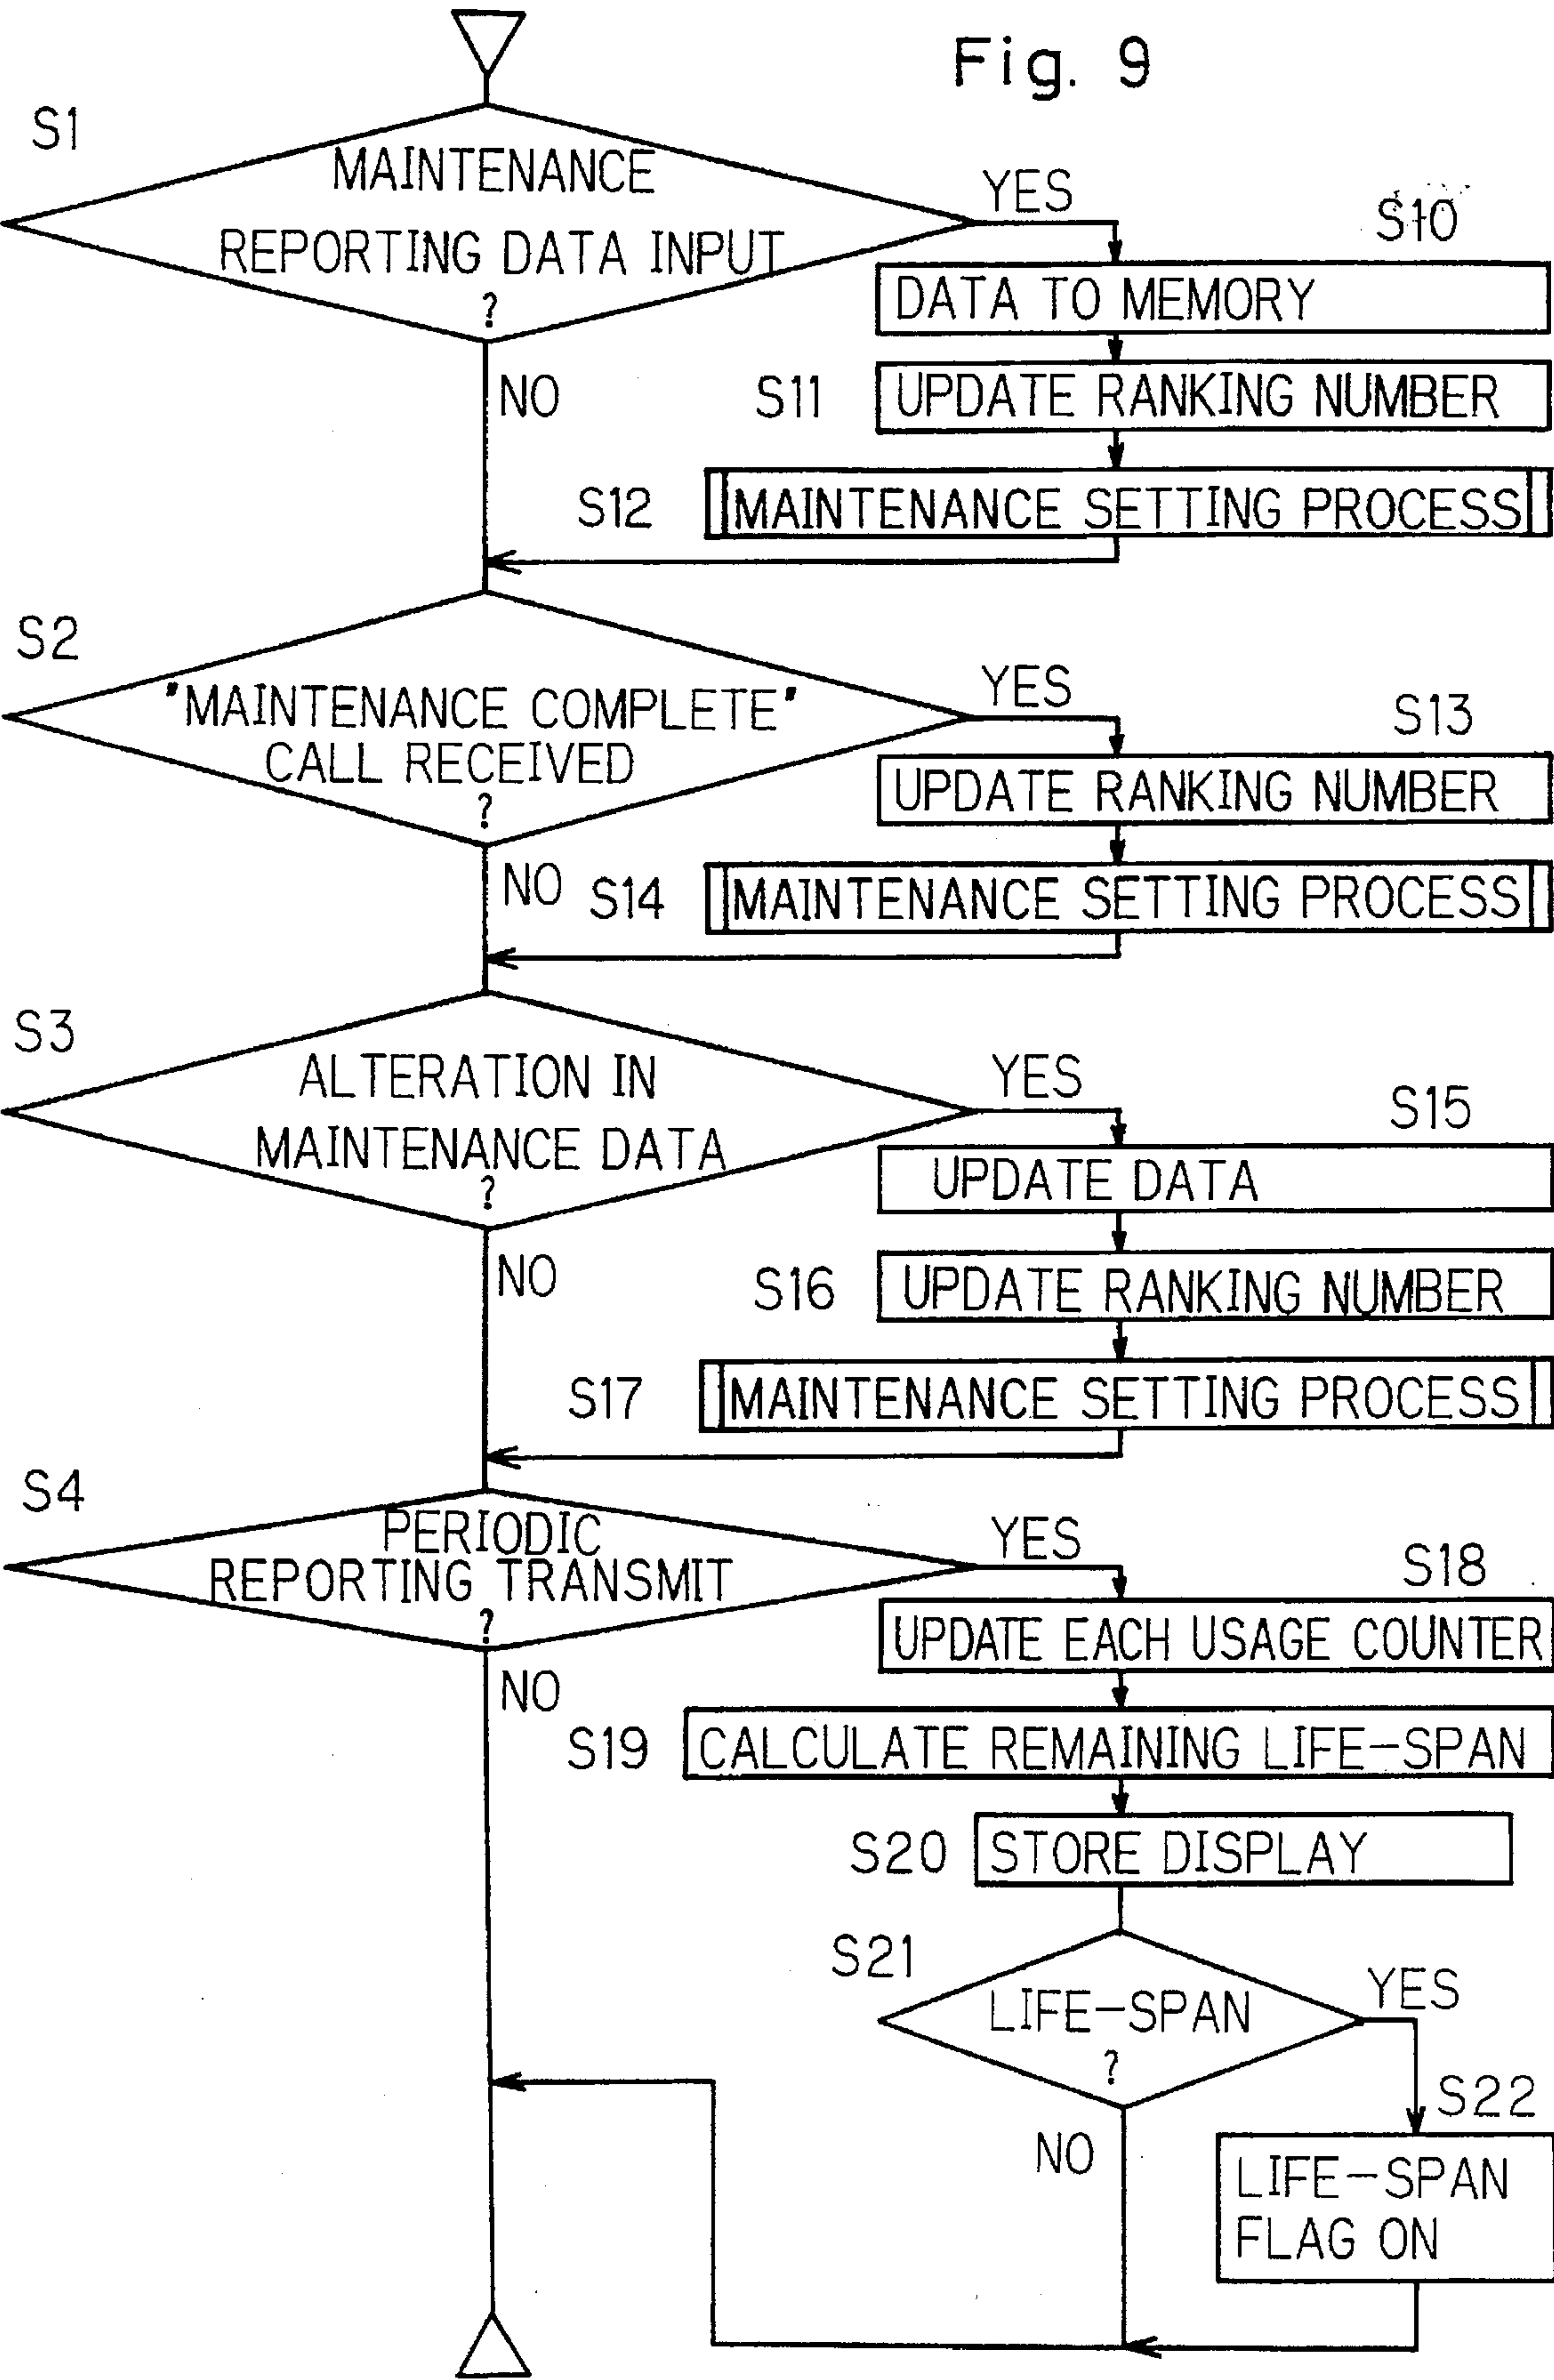 Fig. 9
S1
MAINTENANCE
REPORTING DATA INPUT
?
YES
NO
S10
DATA TO MEMORY
S11
UPDATE RANKING NUMBER
S12
MAINTENANCE SETTING PROCESS
S2
"MAINTENANCE COMPLETE"
CALL RECEIVED
?
YES
NO
S13
UPDATE RANKING NUMBER
S14
MAINTENANCE SETTING PROCESS
S3
ALTERATION IN
MAINTENANCE DATA
?
YES
NO
S15
UPDATE DATA
S16
UPDATE RANKING NUMBER
S17
MAINTENANCE SETTING PROCESS
S4
PERIODIC
REPORTING TRANSMIT
?
YES
NO
S18
UPDATE EACH USAGE COUNTER
S19
CALCULATE REMAINING LIFE-SPAN
S20
STORE DISPLAY
S21
LIFE-SPAN
?
YES
NO
S22
LIFE-SPAN
FLAG ON